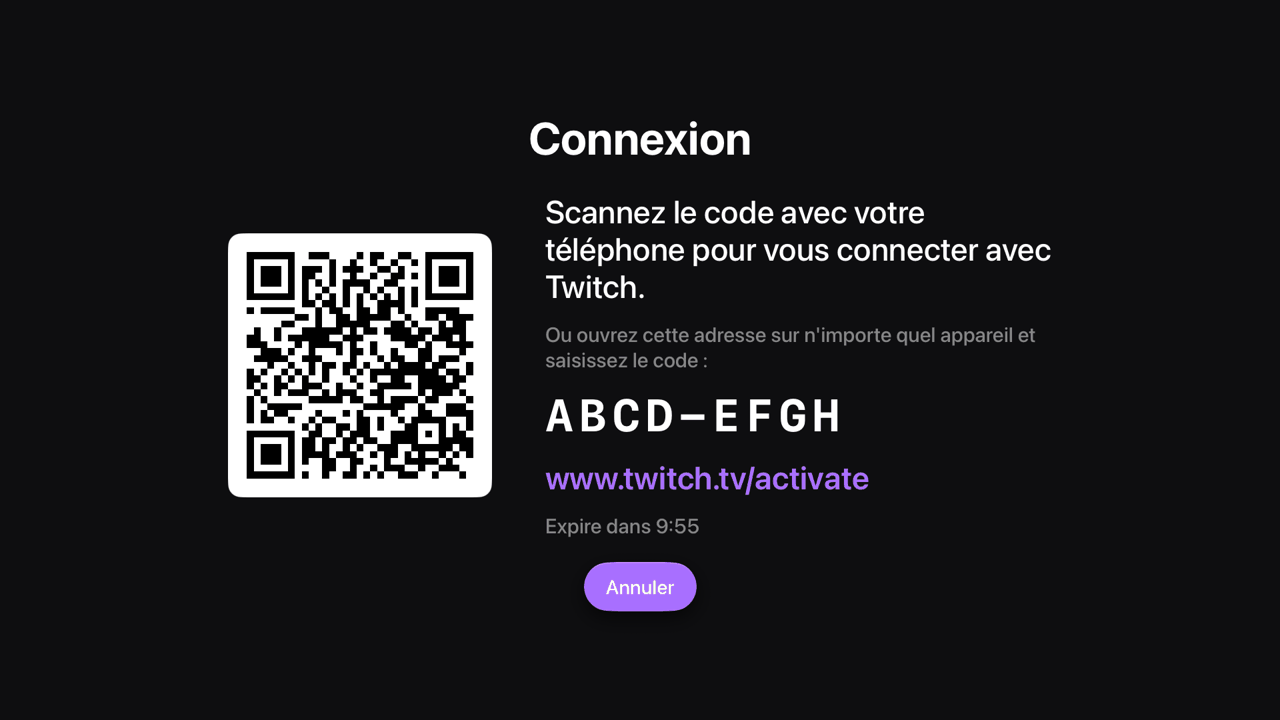 Connexion
Scannez le code avec votre
téléphone pour vous connecter avec
Twitch.
Ou ouvrez cette adresse sur n'importe quel appareil et
saisissez le code :
ABCD-EFGH
www.twitch.tv/activate
Expire dans 9:55
Annuler